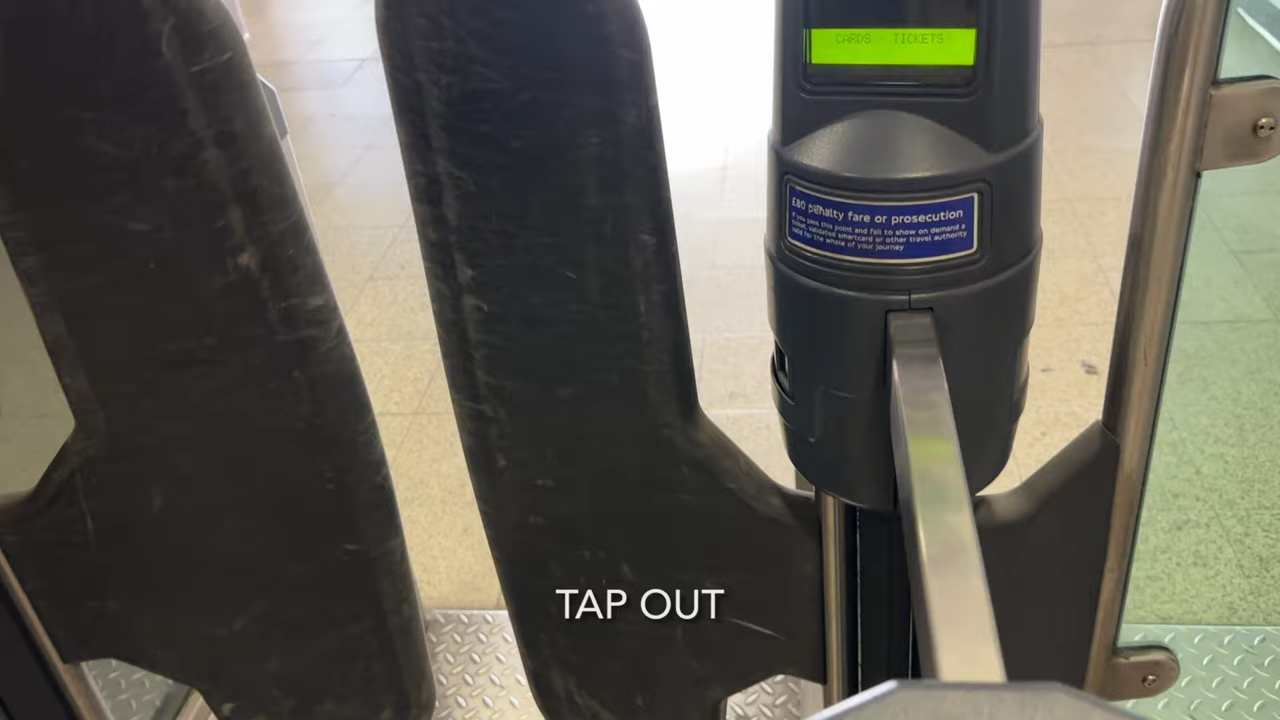 CARDS - TICKETS
£80 penalty fare or prosecution
If you pass this point and fail to show on demand a
ticket, validated smartcard or other travel authority
valid for the whole of your journey
TAP OUT